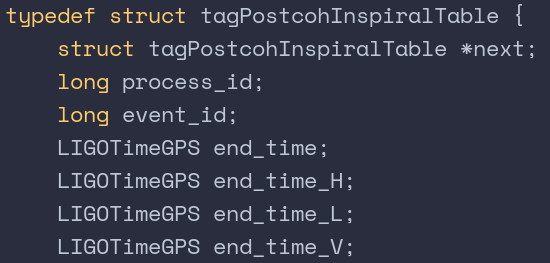 typedef struct tagPostcohInspiralTable {
    struct tagPostcohInspiralTable *next;
    long process_id;
    long event_id;
    LIGOTimeGPS end_time;
    LIGOTimeGPS end_time_H;
    LIGOTimeGPS end_time_L;
    LIGOTimeGPS end_time_V;